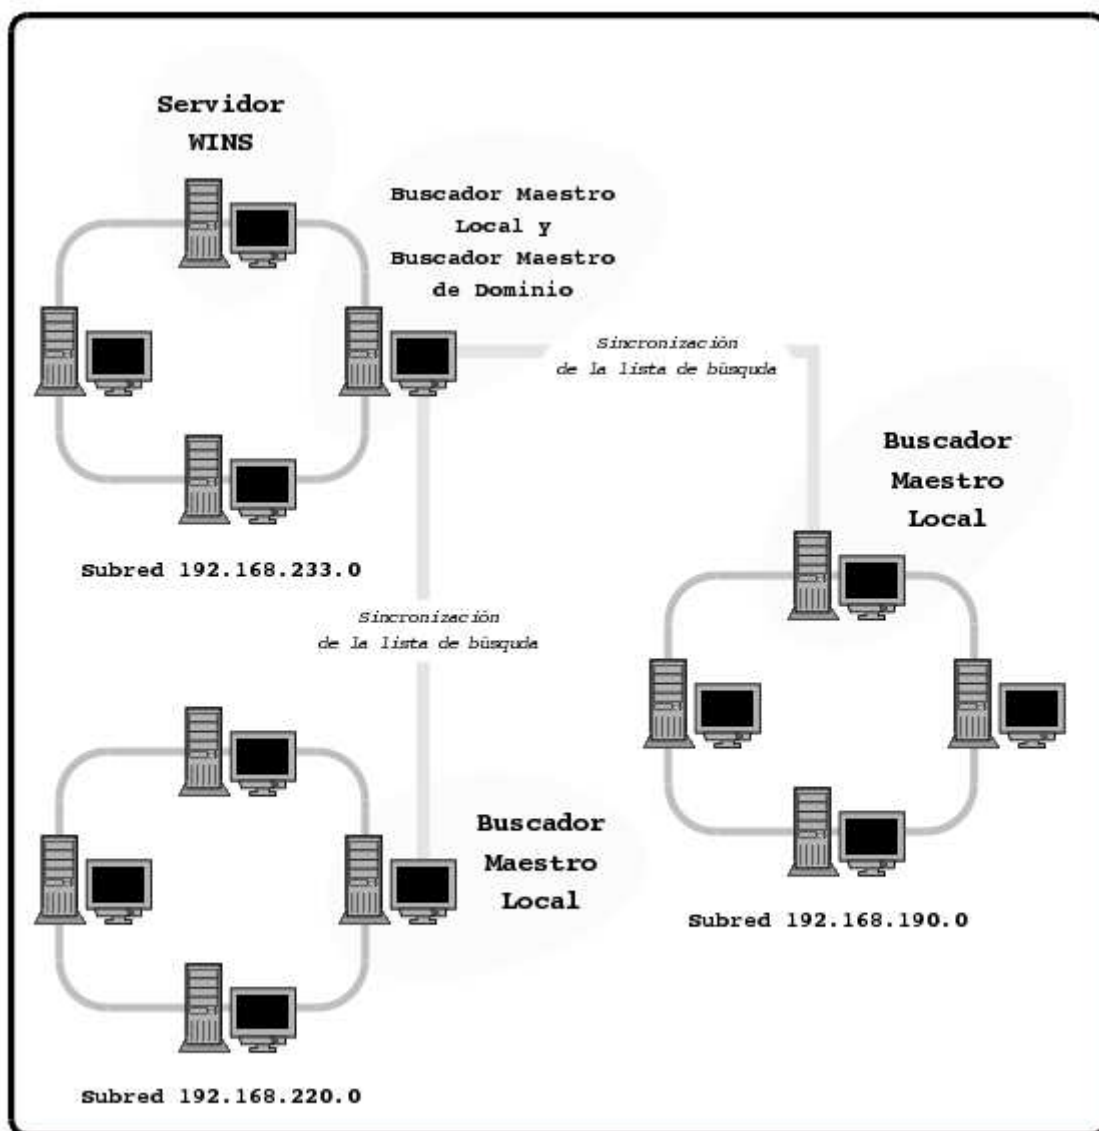 Servidor
WINS
Buscador Maestro
Local y
Buscador Maestro
de Dominio
Sincronización
de la lista de búsquda
Buscador
Maestro
Local
Subred 192.168.233.0
Sincronización
de la lista de búsquda
Buscador
Maestro
Local
Subred 192.168.190.0
Subred 192.168.220.0